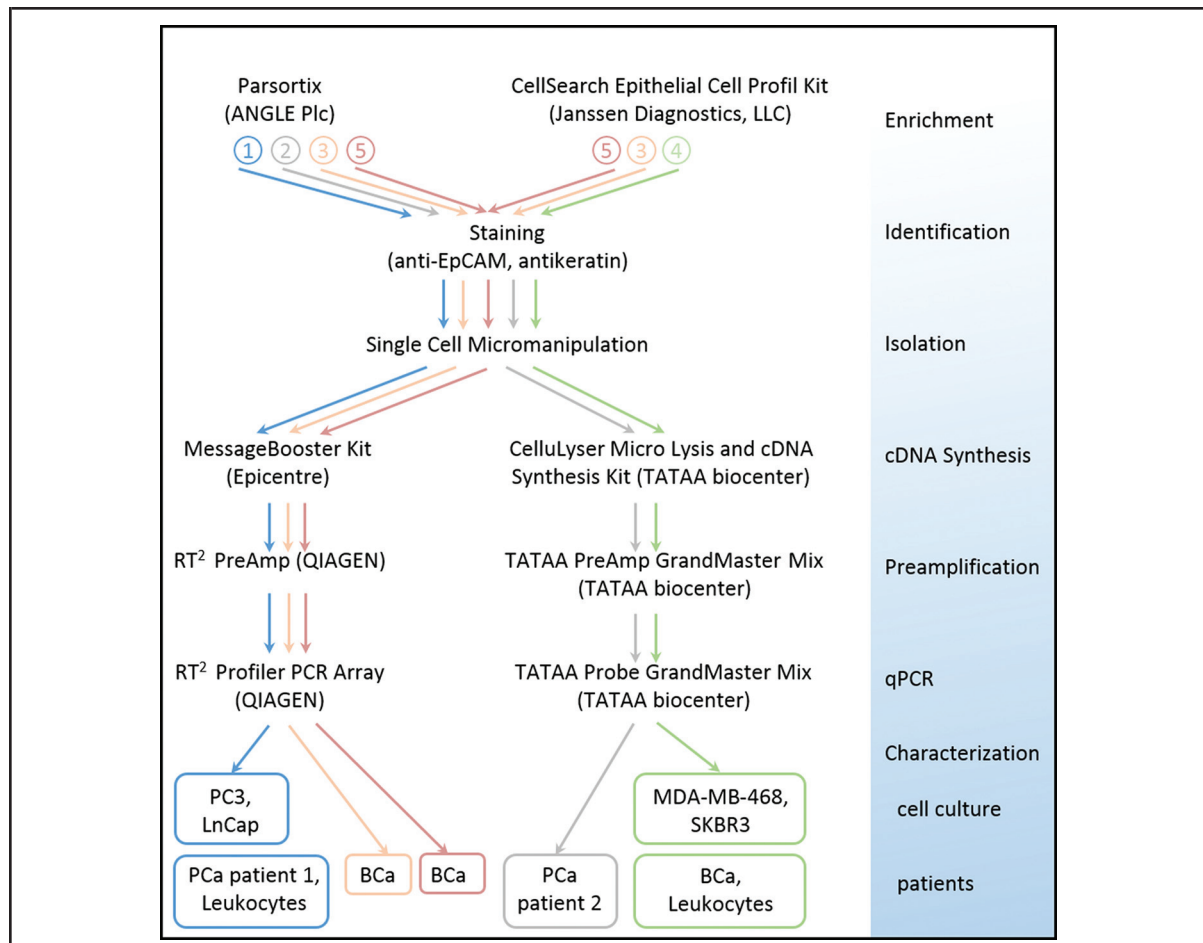 Parsortix
(ANGLE Plc)
CellSearch Epithelial Cell Profil Kit
(Janssen Diagnostics, LLC)
Enrichment
1 2 3 5
5 3 4
Staining
(anti-EpCAM, antikeratin)
Identification
Single Cell Micromanipulation
Isolation
MessageBooster Kit
(Epicentre)
CelluLyser Micro Lysis and cDNA
Synthesis Kit (TATAA biocenter)
cDNA Synthesis
RT² PreAmp (QIAGEN)
TATAA PreAmp GrandMaster Mix
(TATAA biocenter)
Preamplification
RT² Profiler PCR Array
(QIAGEN)
TATAA Probe GrandMaster Mix
(TATAA biocenter)
qPCR
Characterization
PC3,
LnCap
MDA-MB-468,
SKBR3
cell culture
PCa patient 1,
Leukocytes
BCa
BCa
PCa
patient 2
BCa,
Leukocytes
patients